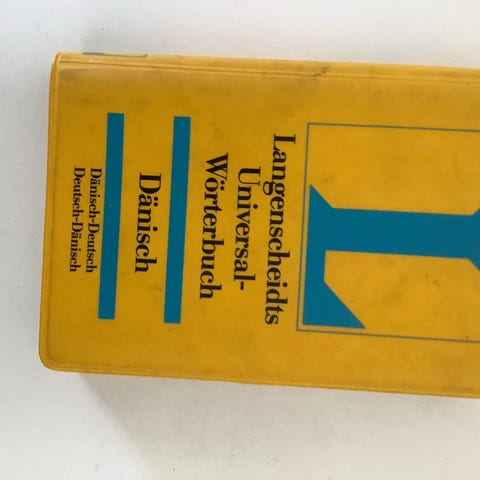 L
Langenscheidts
Universal-
Wörterbuch
Dänisch
Dänisch-Deutsch
Deutsch-Dänisch